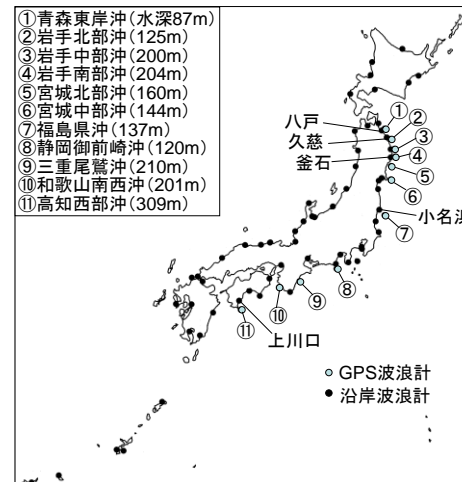 ①青森東岸沖(水深87m)
②岩手北部沖(125m)
③岩手中部沖(200m)
④岩手南部沖(204m)
⑤宮城北部沖(160m)
⑥宮城中部沖(144m)
⑦福島県沖(137m)
⑧静岡御前崎沖(120m)
⑨三重尾鷲沖(210m)
⑩和歌山南西沖(201m)
⑪高知西部沖(309m)
八戸
久慈
釜石
①
②
③
④
⑤
⑥
小名浜
⑦
⑧
⑨
⑩
⑪
上川口
GPS波浪計
沿岸波浪計